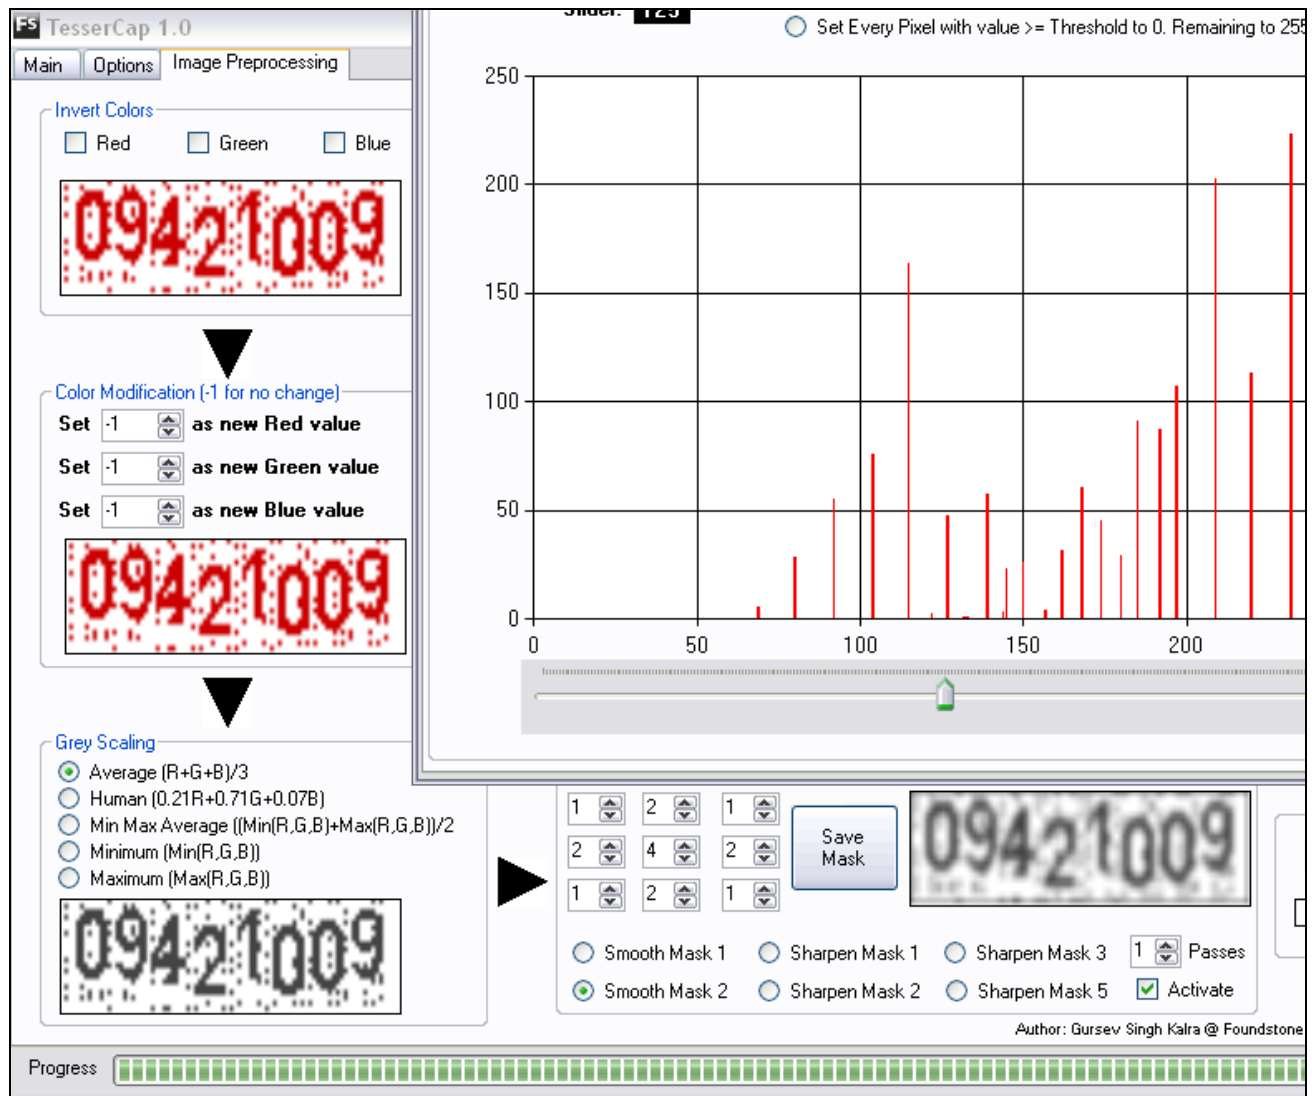 FS TesserCap 1.0
Main Options Image Preprocessing
Invert Colors
Red Green Blue
09421009
Color Modification (-1 for no change)
Set -1 as new Red value
Set -1 as new Green value
Set -1 as new Blue value
09421009
Grey Scaling
Average (R+G+B)/3
Human (0.21R+0.71G+0.07B)
Min Max Average ((Min(R,G,B)+Max(R,G,B))/2
Minimum (Min(R,G,B))
Maximum (Max(R,G,B))
09421009
Slider: 125
Set Every Pixel with value >= Threshold to 0. Remaining to 255
250
200
150
100
50
0
0 50 100 150 200
1 2 1
2 4 2
1 2 1
Save
Mask
09421009
Smooth Mask 1 Sharpen Mask 1 Sharpen Mask 3 1 Passes
Smooth Mask 2 Sharpen Mask 2 Sharpen Mask 5 Activate
Author: Gursev Singh Kalra @ Foundstone
Progress